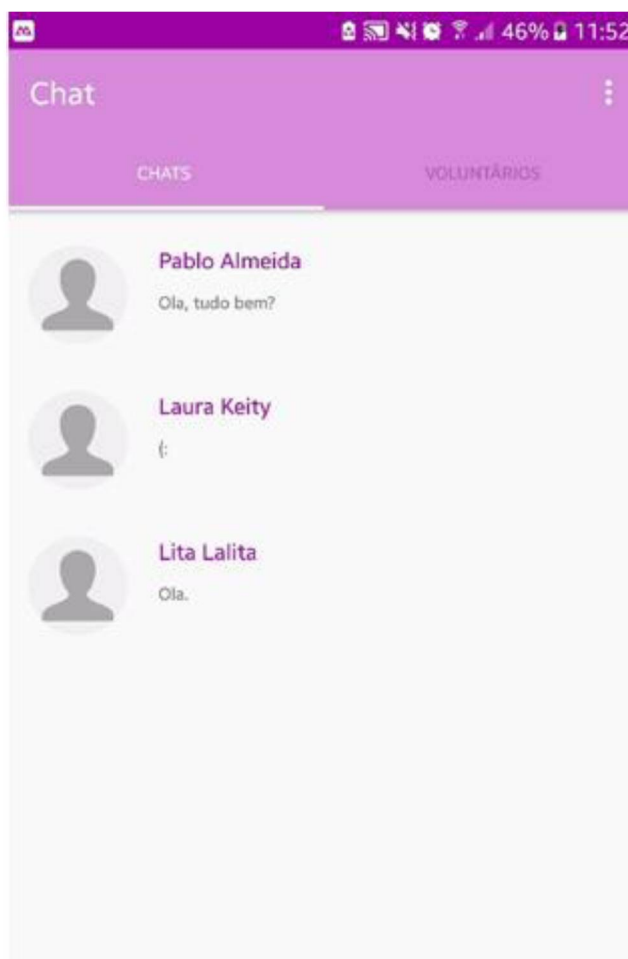 46% 11:52
Chat
CHATS VOLUNTÁRIOS
Pablo Almeida
Ola, tudo bem?
Laura Keity
(:
Lita Lalita
Ola.